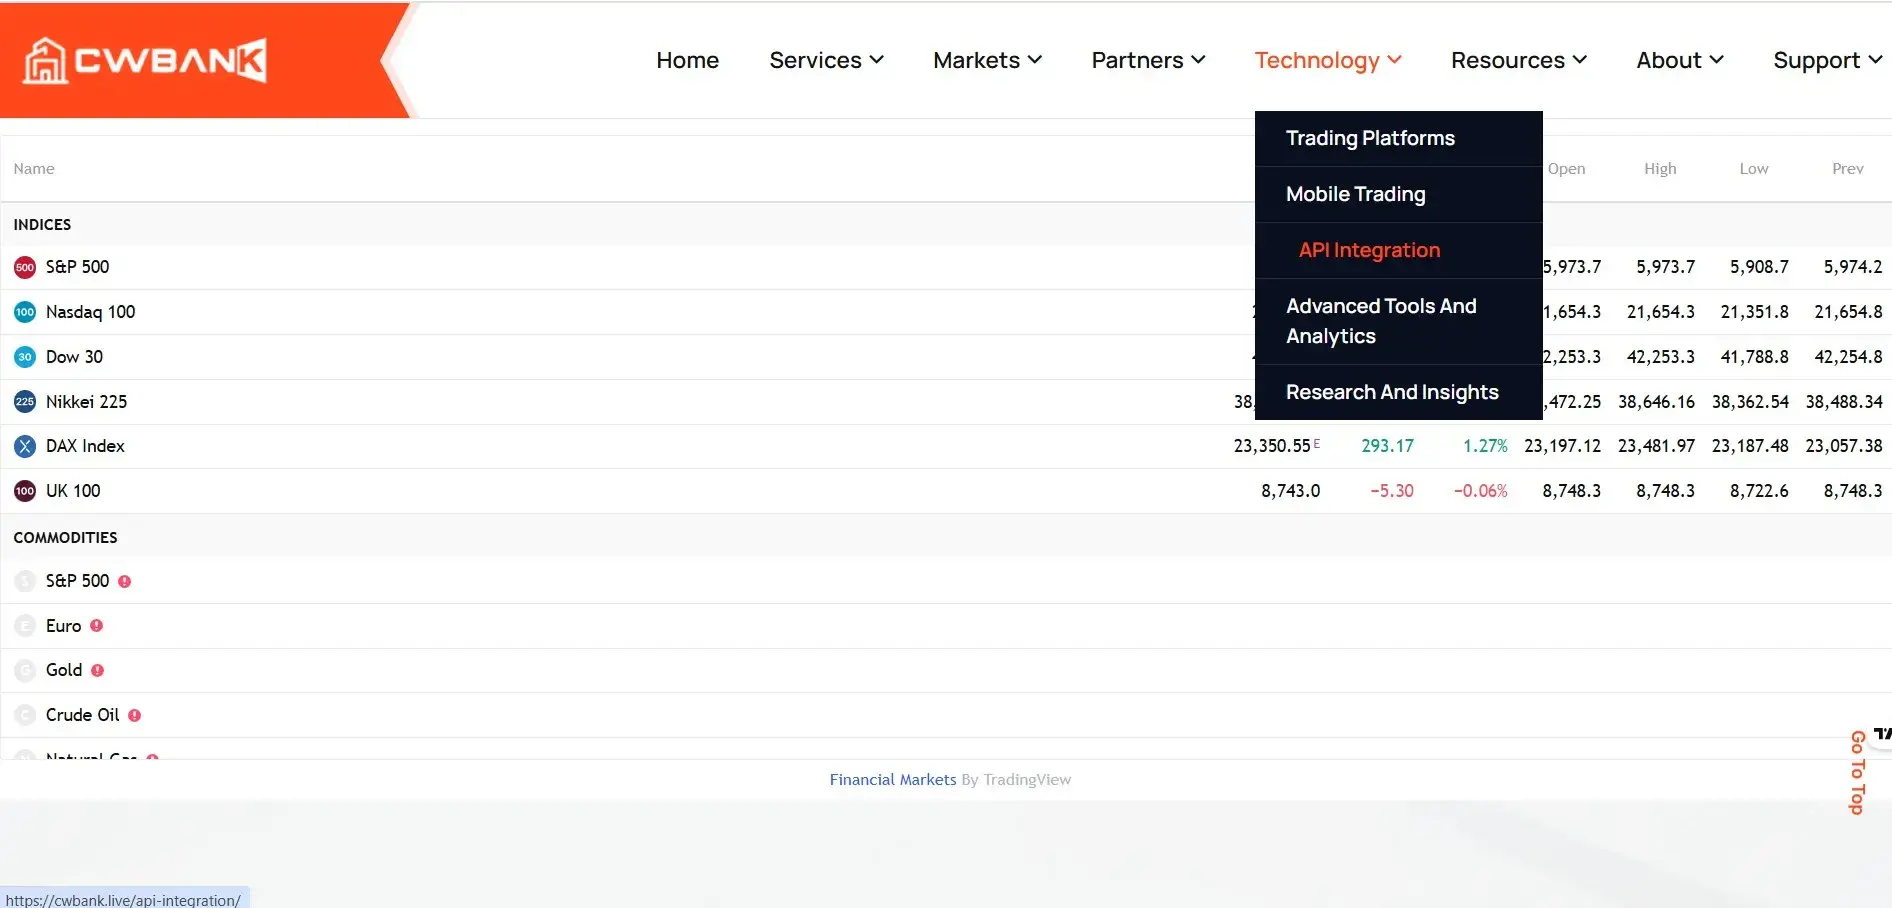 CWBANK
Home Services Markets Partners Technology Resources About Support
Trading Platforms
Mobile Trading
API Integration
Advanced Tools And
Analytics
Research And Insights
Name Open High Low Prev
INDICES
500 S&P 500 5,973.7 5,973.7 5,908.7 5,974.2
100 Nasdaq 100 1,654.3 21,654.3 21,351.8 21,654.8
30 Dow 30 2,253.3 42,253.3 41,788.8 42,254.8
225 Nikkei 225 38, ,472.25 38,646.16 38,362.54 38,488.34
X DAX Index 23,350.55 E 293.17 1.27% 23,197.12 23,481.97 23,187.48 23,057.38
100 UK 100 8,743.0 −5.30 −0.06% 8,748.3 8,748.3 8,722.6 8,748.3
COMMODITIES
S S&P 500
E Euro
G Gold
C Crude Oil
Natural Gas
Financial Markets By TradingView
Go To Top
https://cwbank.live/api-integration/